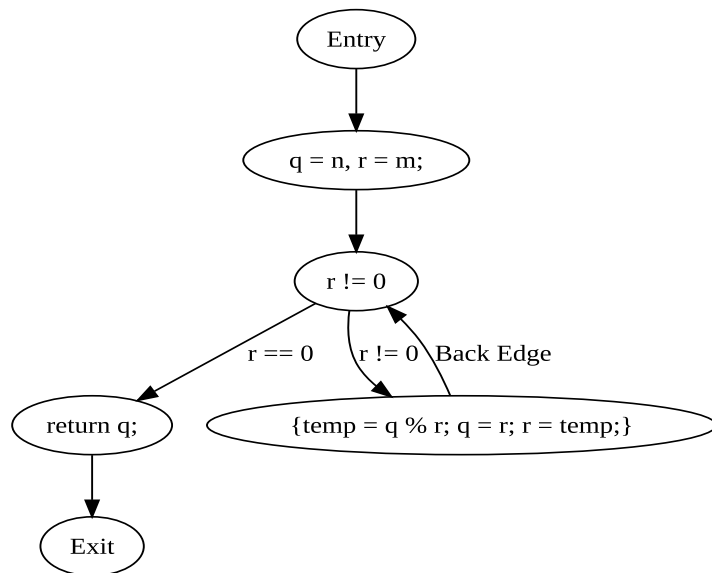 Entry
q = n, r = m;
r != 0
r == 0
r != 0
Back Edge
return q;
{temp = q % r; q = r; r = temp;}
Exit